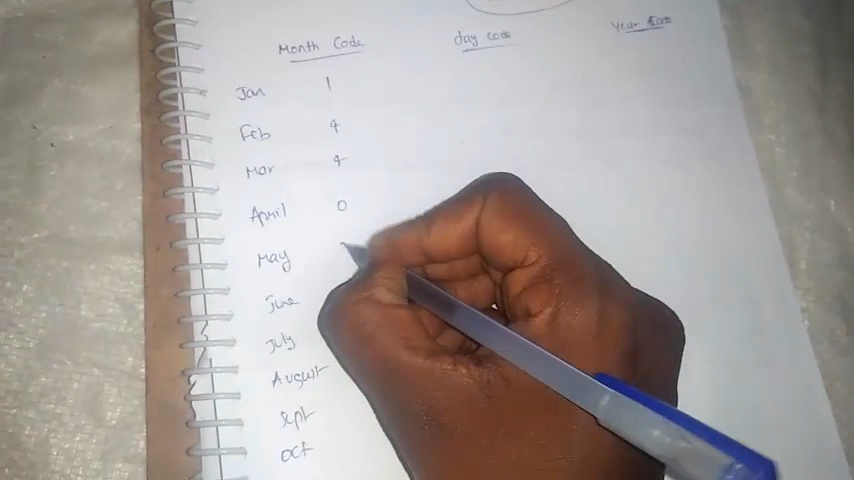 Month Code day code Year Code
Jan 1
Feb 4
Mar 4
April 0
May
June
July
August
Sept
Oct